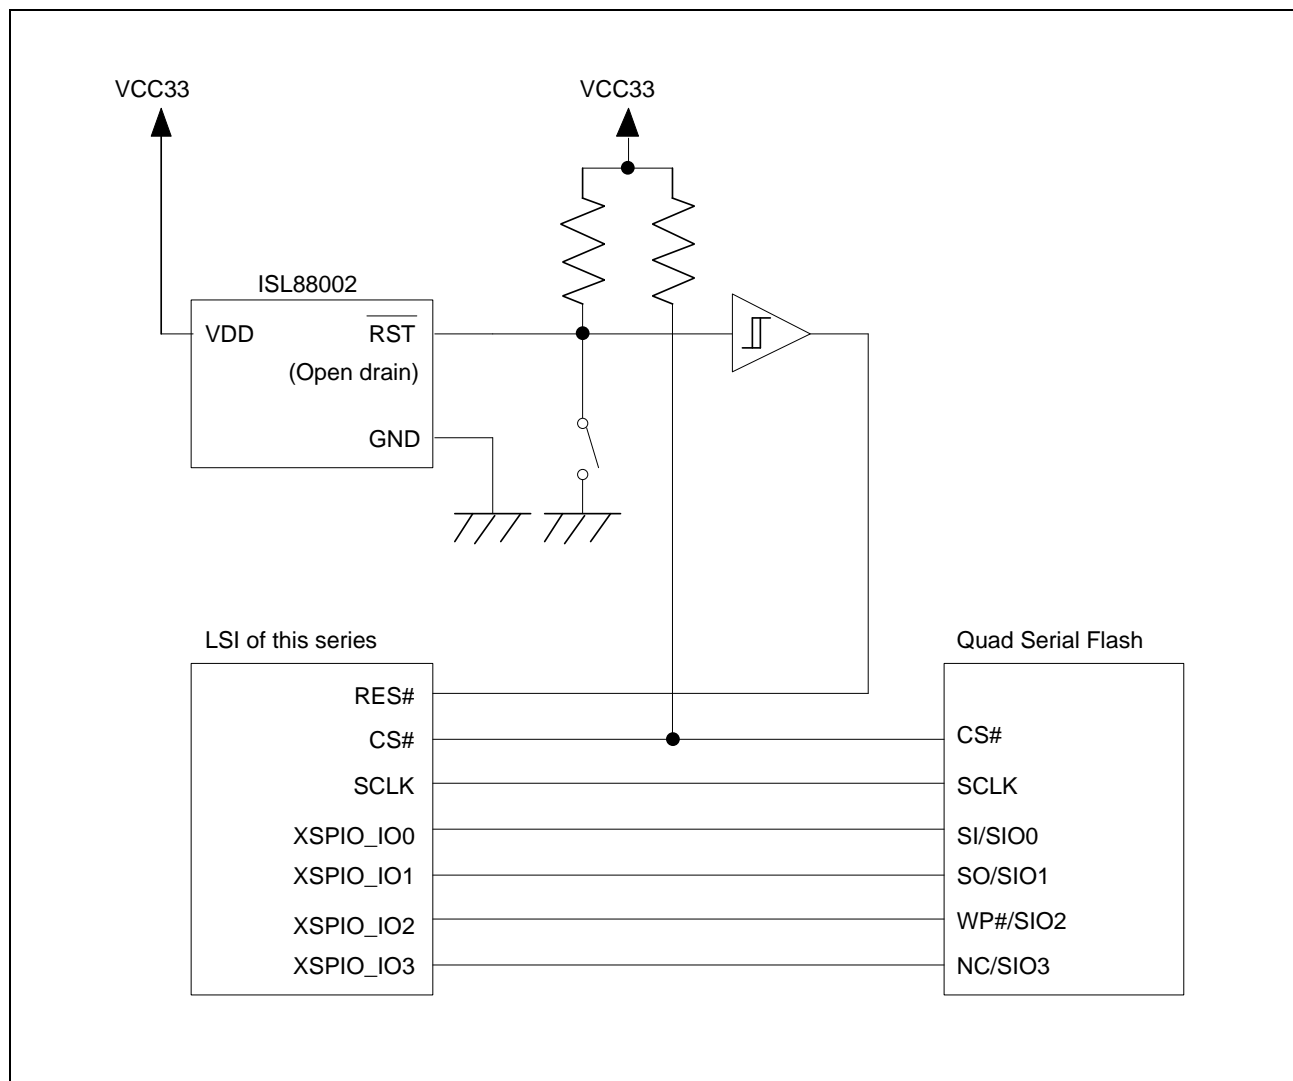 VCC33
VCC33
ISL88002
VDD
RST
(Open drain)
GND
LSI of this series
Quad Serial Flash
RES#
CS#
CS#
SCLK
SCLK
XSPIO_IO0
SI/SIO0
XSPIO_IO1
SO/SIO1
XSPIO_IO2
WP#/SIO2
XSPIO_IO3
NC/SIO3